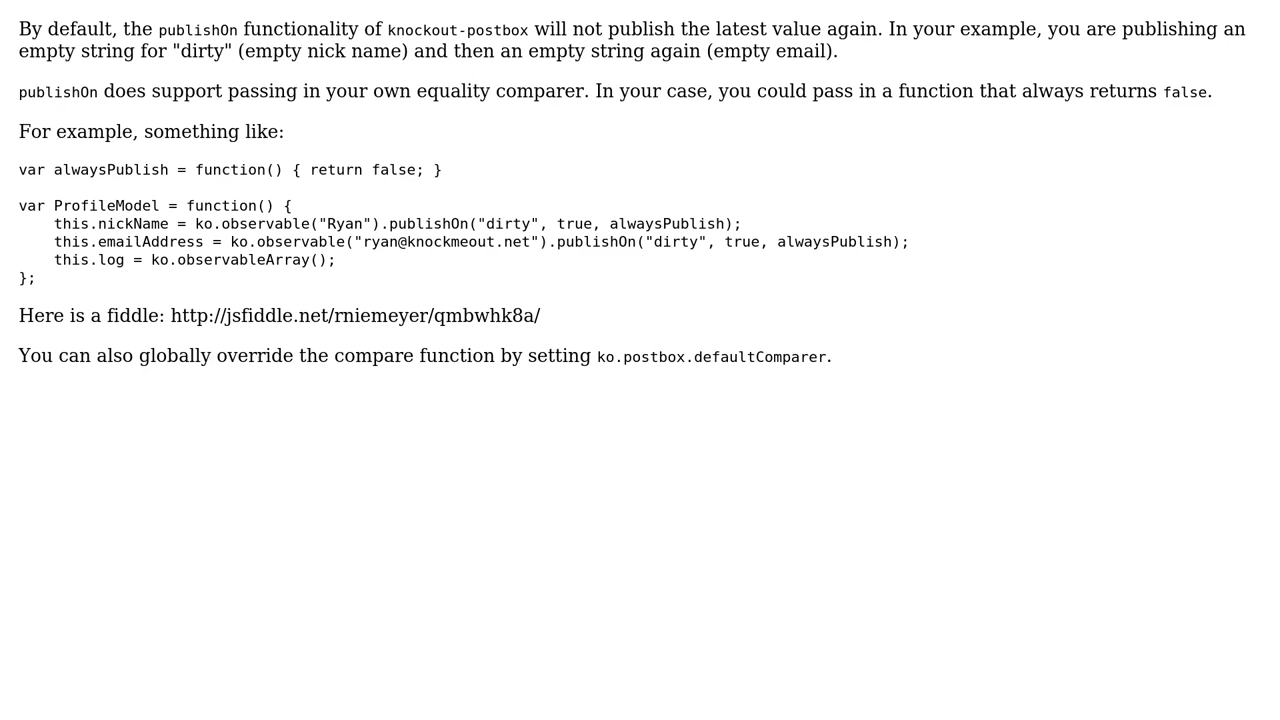 By default, the publishOn functionality of knockout-postbox will not publish the latest value again. In your example, you are publishing an
empty string for "dirty" (empty nick name) and then an empty string again (empty email).
publishOn does support passing in your own equality comparer. In your case, you could pass in a function that always returns false.
For example, something like:
var alwaysPublish = function() { return false; }
var ProfileModel = function() {
    this.nickName = ko.observable("Ryan").publishOn("dirty", true, alwaysPublish);
    this.emailAddress = ko.observable("ryan@knockmeout.net").publishOn("dirty", true, alwaysPublish);
    this.log = ko.observableArray();
};
Here is a fiddle: http://jsfiddle.net/rniemeyer/qmbwhk8a/
You can also globally override the compare function by setting ko.postbox.defaultComparer.